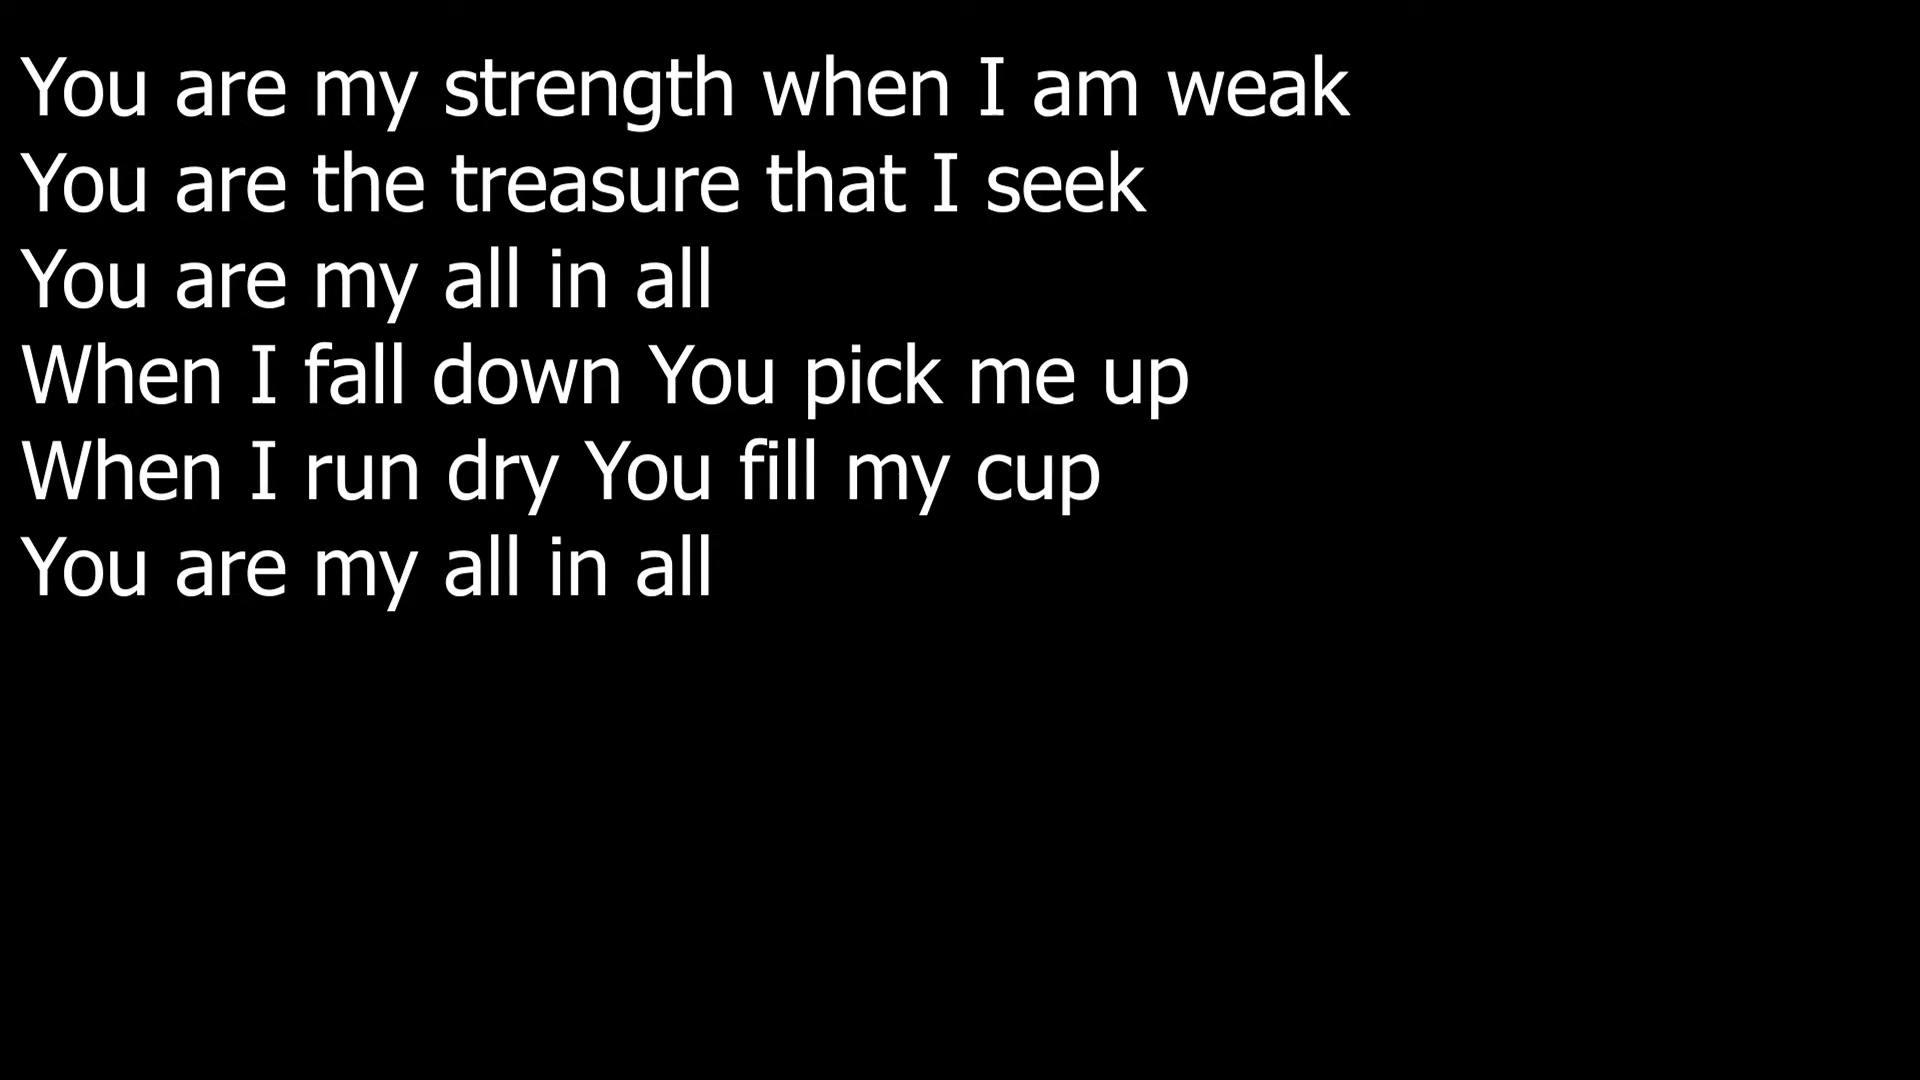 You are my strength when I am weak
You are the treasure that I seek
You are my all in all
When I fall down You pick me up
When I run dry You fill my cup
You are my all in all